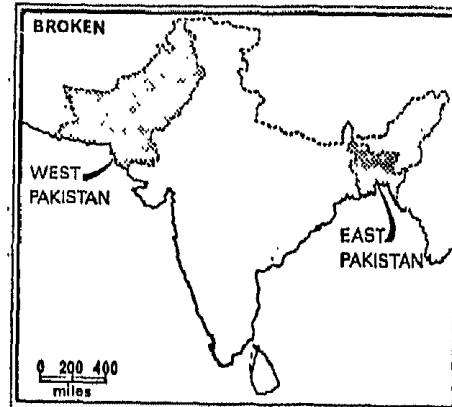 BROKEN
WEST
PAKISTAN
EAST
PAKISTAN
0 200 400
miles